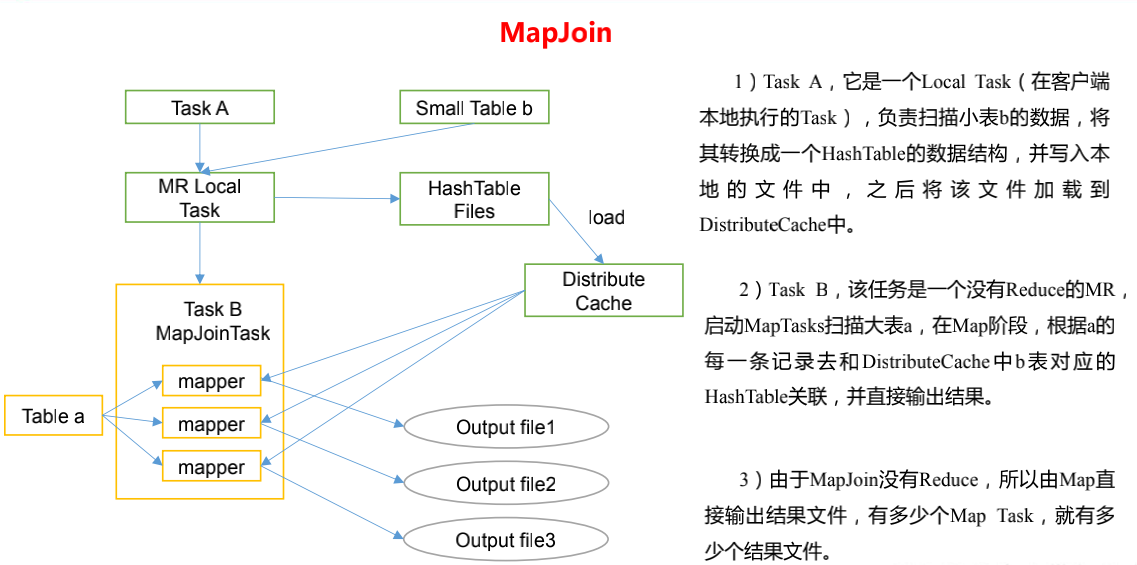 MapJoin
Task A
Small Table b
MR Local
Task
HashTable
Files
load
Distribute
Cache
Task B
MapJoinTask
mapper
mapper
mapper
Table a
Output file1
Output file2
Output file3
1）Task A，它是一个Local Task（在客户端
本地执行的Task），负责扫描小表b的数据，将
其转换成一个HashTable的数据结构，并写入本
地的文件中，之后将该文件加载到
DistributeCache中。
2）Task B，该任务是一个没有Reduce的MR，
启动MapTasks扫描大表a，在Map阶段，根据a的
每一条记录去和DistributeCache中b表对应的
HashTable关联，并直接输出结果。
3）由于MapJoin没有Reduce，所以由Map直
接输出结果文件，有多少个Map Task，就有多
少个结果文件。